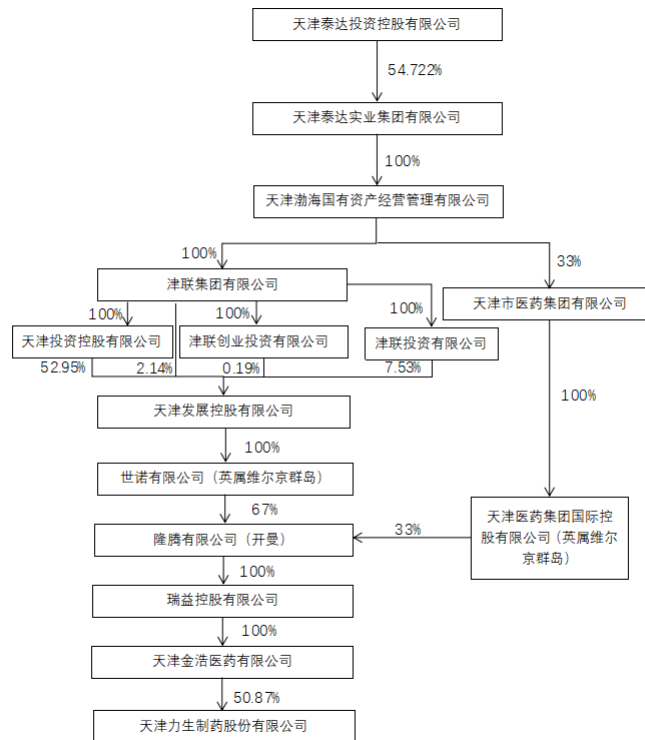 天津泰达投资控股有限公司
54.722%
天津泰达实业集团有限公司
100%
天津渤海国有资产经营管理有限公司
100%
33%
津联集团有限公司
天津市医药集团有限公司
100%
100%
100%
天津投资控股有限公司
津联创业投资有限公司
津联投资有限公司
52.95%
2.14%
0.19%
7.53%
100%
天津发展控股有限公司
100%
世诺有限公司（英属维尔京群岛）
67%
天津医药集团国际控
股有限公司（英属维尔
京群岛）
33%
隆腾有限公司（开曼）
100%
瑞益控股有限公司
100%
天津金浩医药有限公司
50.87%
天津力生制药股份有限公司